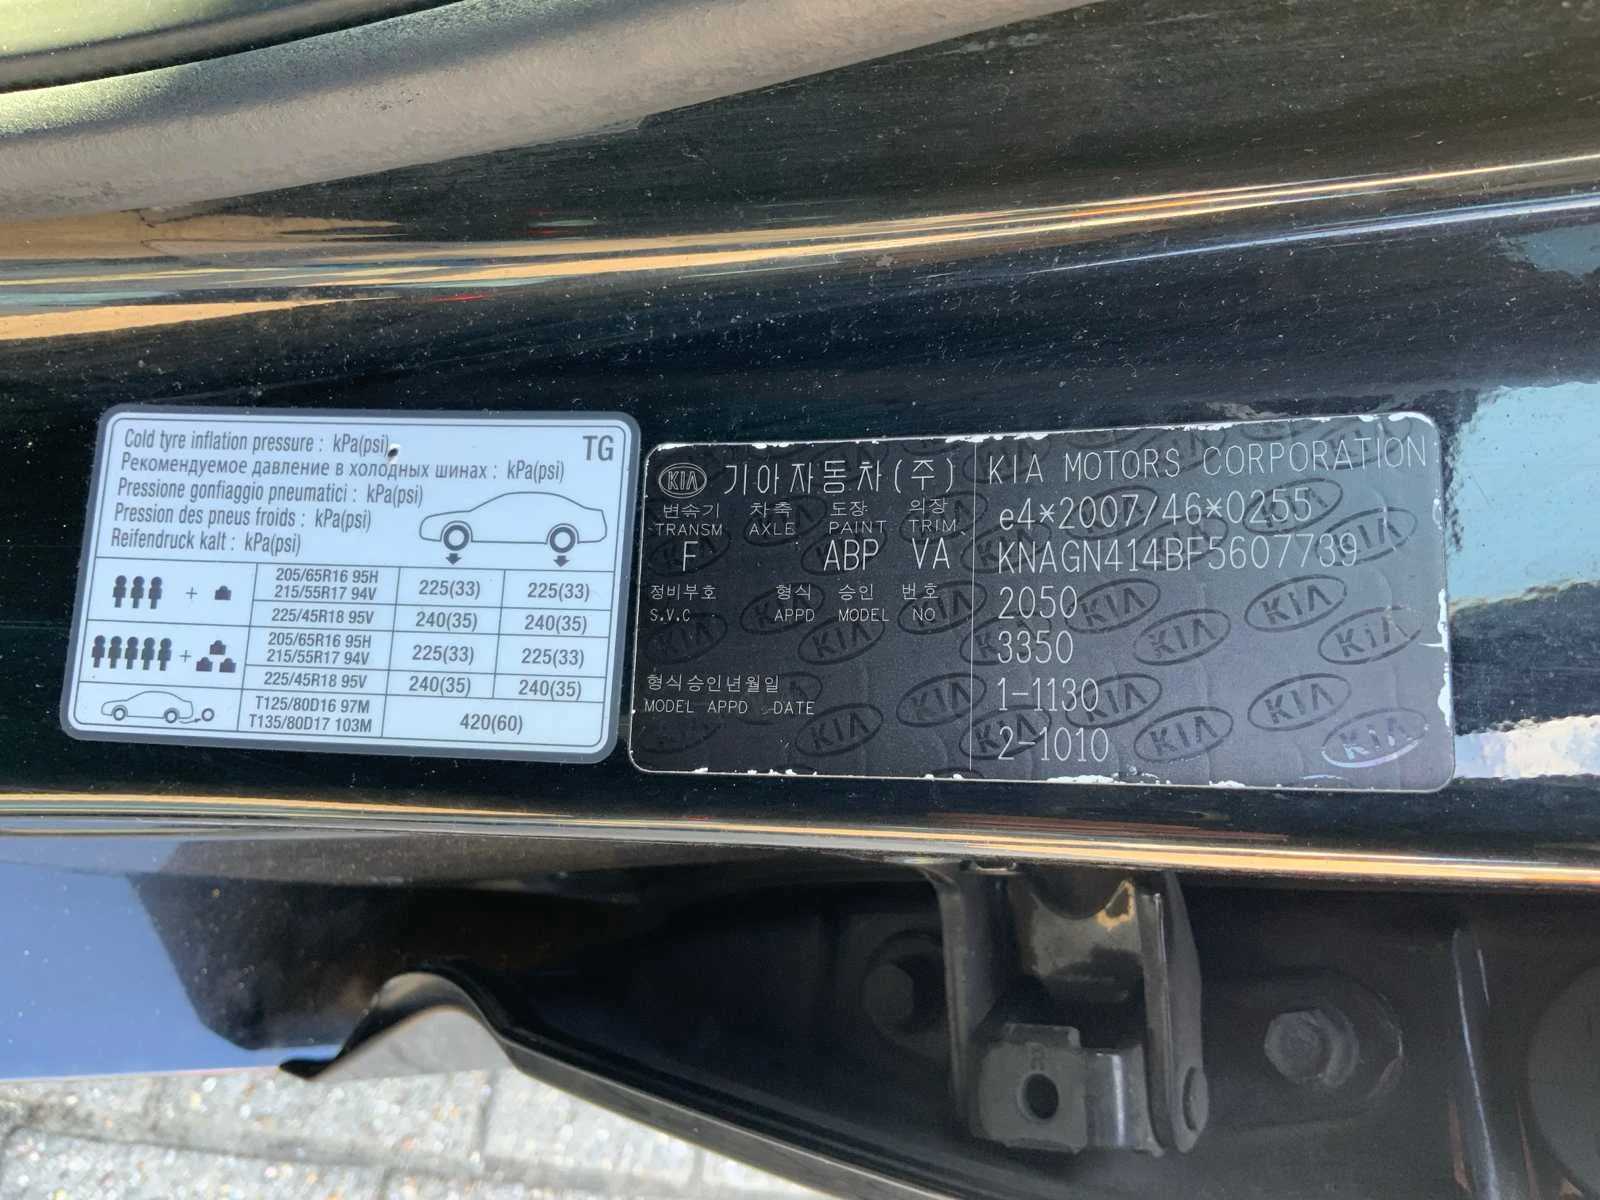 Cold tyre inflation pressure : kPa(psi)
TG
Рекомендуемое давление в холодных шинах : kPa(psi)
Pressione gonfiaggio pneumatici : kPa(psi)
Pression des pneus froids : kPa(psi)
Reifendruck kalt : kPa(psi)
+ 205/65R16 95H 225(33) 225(33)
215/55R17 94V
225/45R18 95V 240(35) 240(35)
+ 205/65R16 95H 225(33) 225(33)
215/55R17 94V
225/45R18 95V 240(35) 240(35)
T125/80D16 97M 420(60)
T135/80D17 103M
KIA 기아자동차(주) KIA MOTORS CORPORATION
변속기 차축 도장 의장 e4*2007/46*0255
TRANSM AXLE PAINT TRIM
F ABP VA KNAGN414BF5607739
정비부호 형식 승인 번호 2050
S.V.C APPD MODEL NO
3350
형식승인년월일 1-1130
MODEL APPD DATE
2-1010